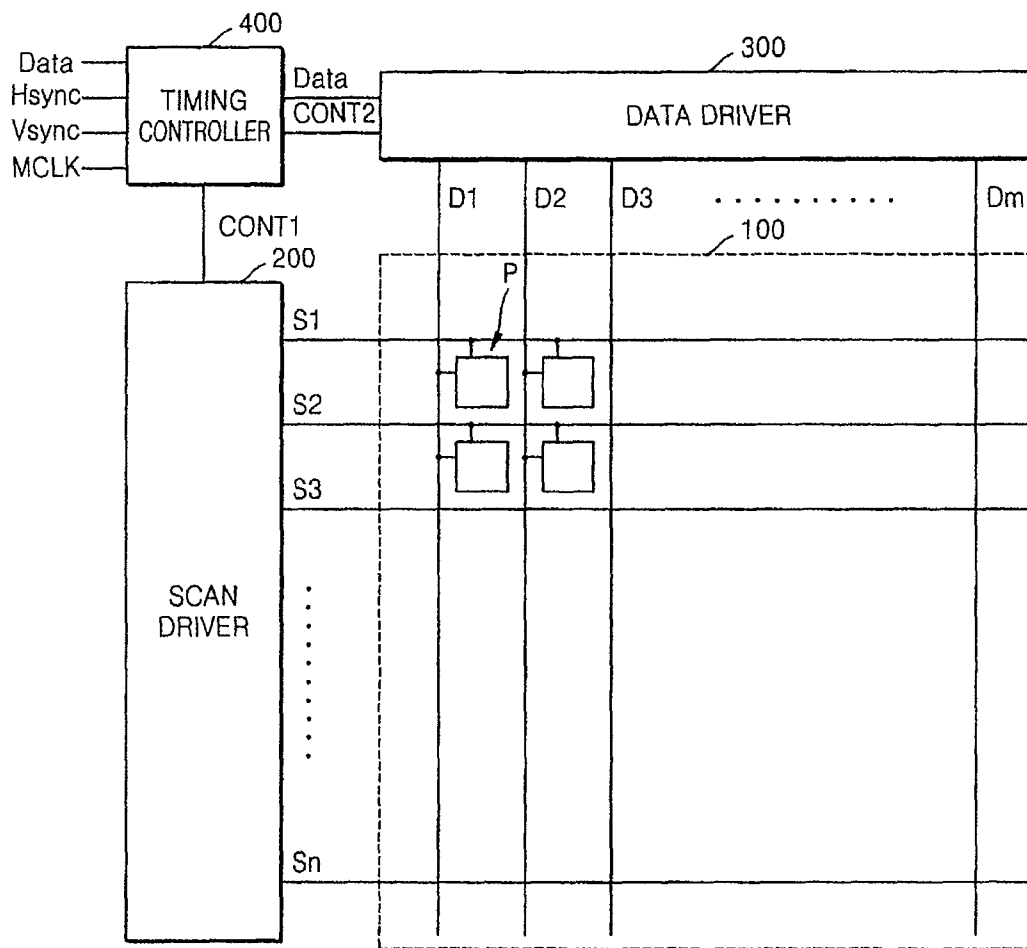 400
Data
Hsync
Vsync
MCLK
TIMING
CONTROLLER
Data
CONT2
300
DATA DRIVER
CONT1
200
D1
D2
D3
Dm
100
P
S1
S2
S3
Sn
SCAN
DRIVER